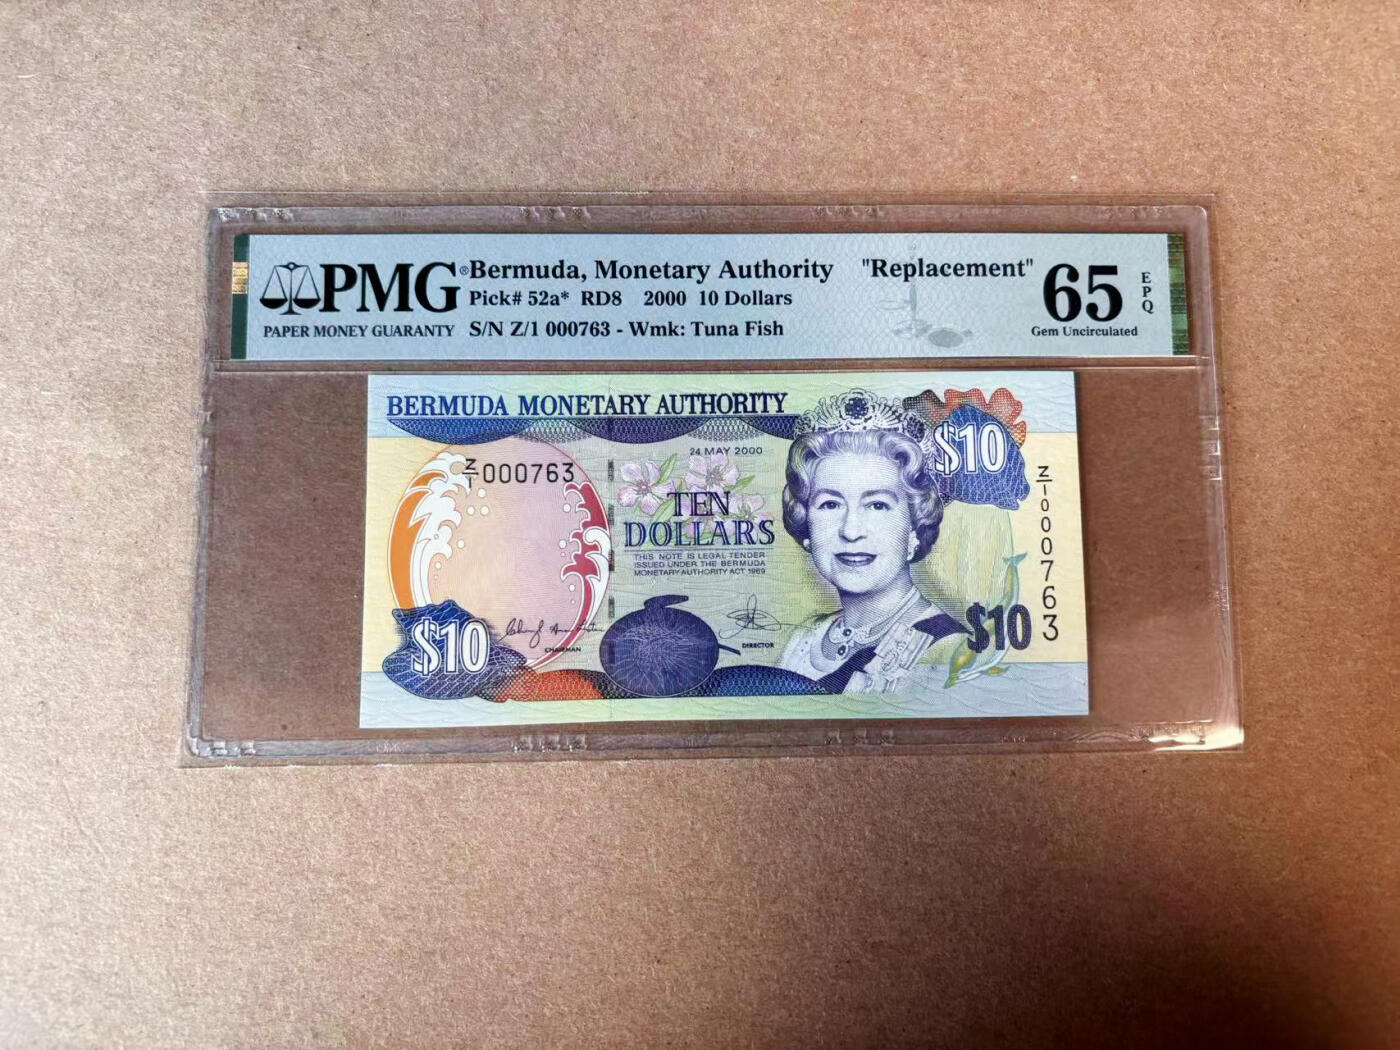 PMG®
PAPER MONEY GUARANTY
Bermuda, Monetary Authority "Replacement"
Pick# 52a* RD8 2000 10 Dollars
S/N Z/1 000763 - Wmk: Tuna Fish
65 EPQ
Gem Uncirculated
BERMUDA MONETARY AUTHORITY
$10
24 MAY 2000
Z/1 000763
Z/1 000763
TEN
DOLLARS
THIS NOTE IS LEGAL TENDER
ISSUED UNDER THE BERMUDA
MONETARY AUTHORITY ACT 1969
$10
$10
CHAIRMAN
DIRECTOR